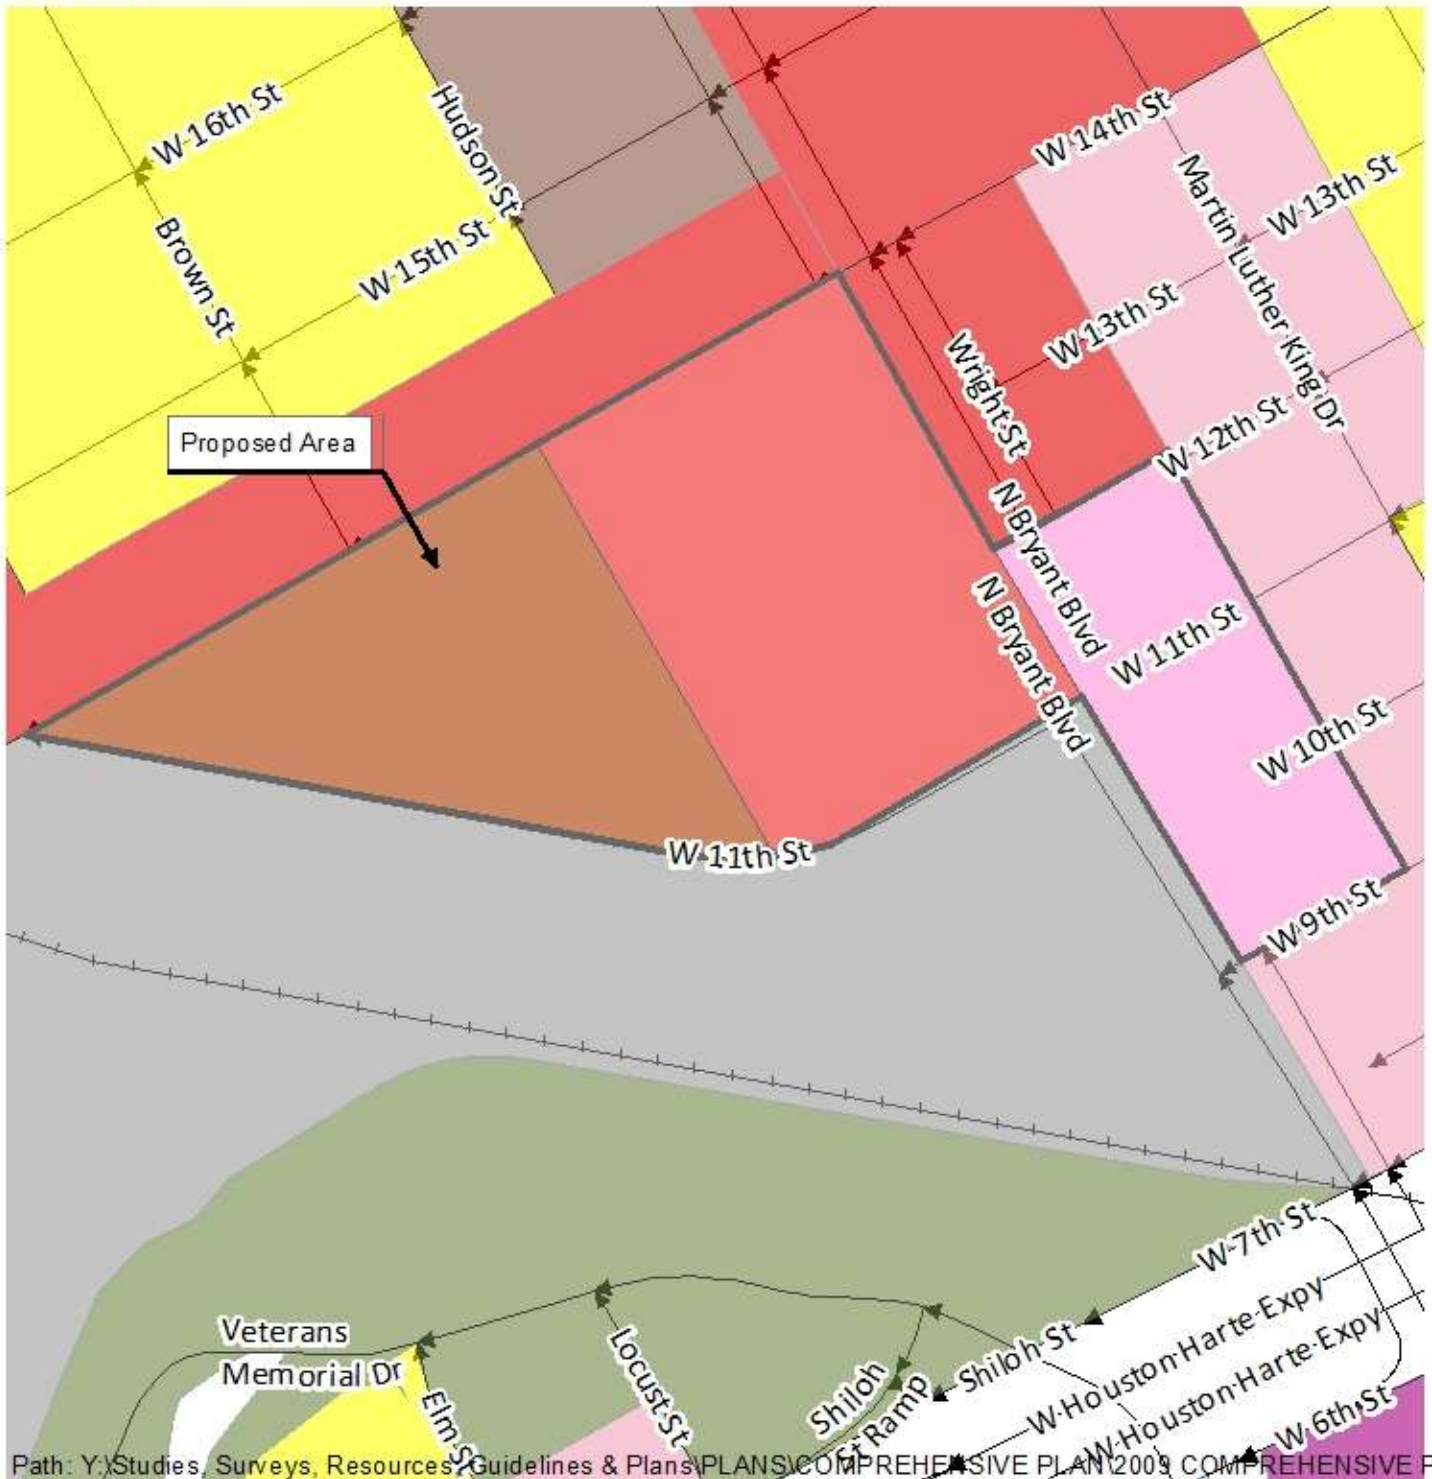 W 16th St
Hudson St
W 14th St
W 13th St
Martin Luther King Dr
Brown St
W 15th St
W 13th St
Wright St
W 12th St
Proposed Area
N Bryant Blvd
N Bryant Blvd
W 11th St
W 10th St
W 11th St
W 9th St
W 7th St
W Houston Harte Expy
W Houston Harte Expy
Shiloh St
Veterans
Memorial Dr
Locust St
Shiloh
St Ramp
Elm St
W 6th St
Path: Y:\Studies, Surveys, Resources, Guidelines & Plans\PLANS\COMPREHENSIVE PLAN\2009 COMPREHENSIVE P